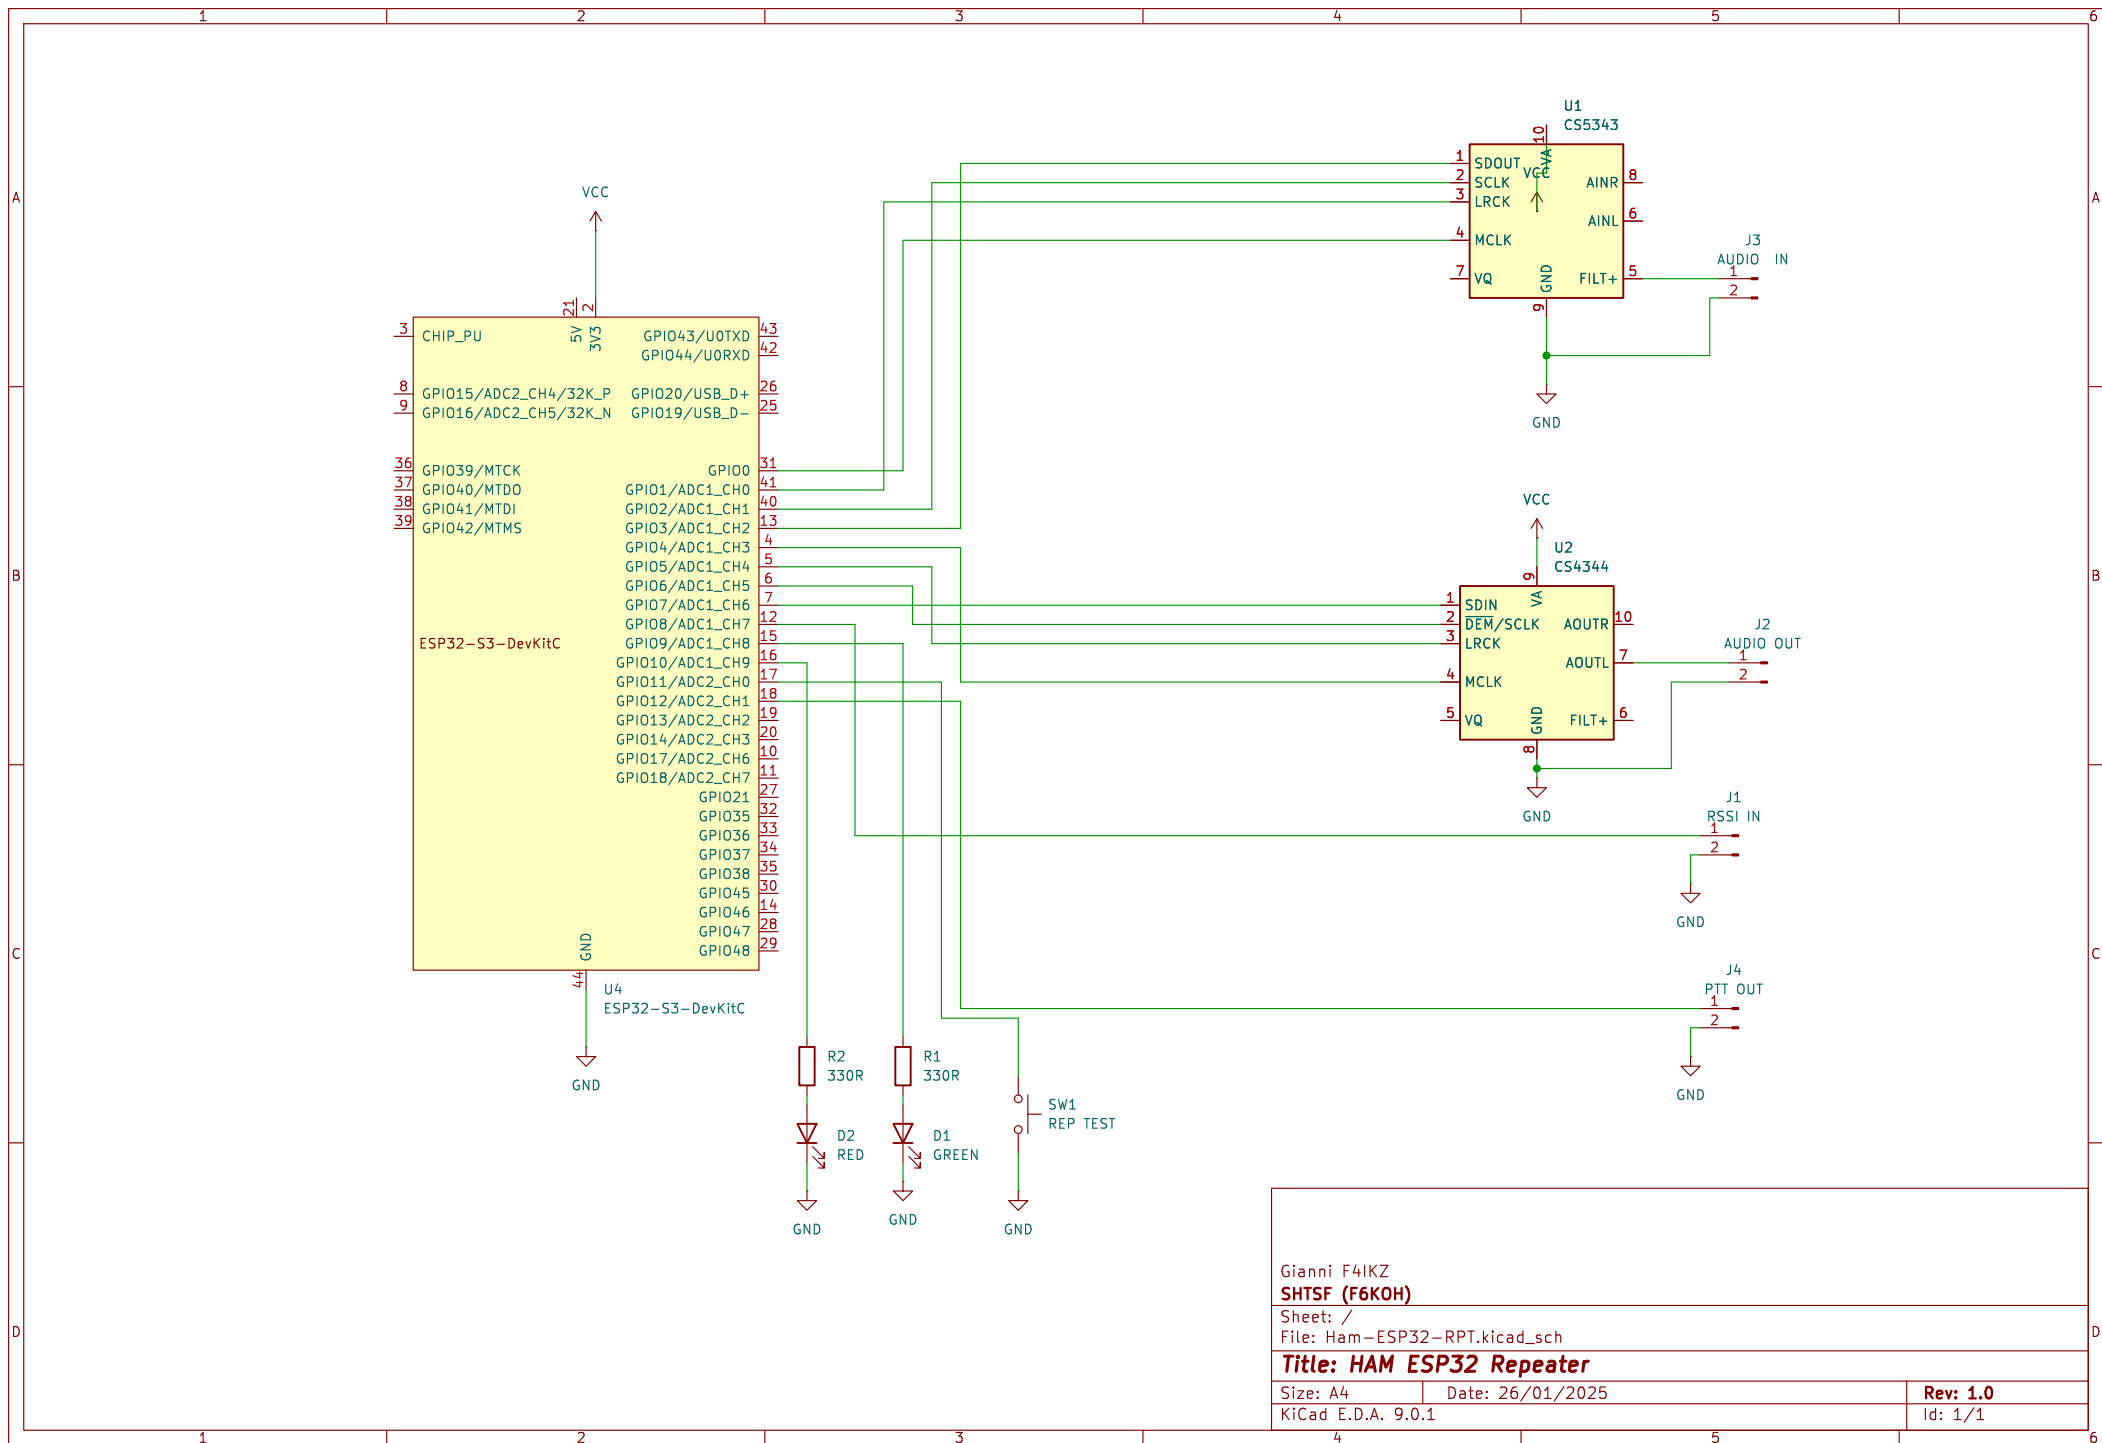 1 2 3 4 5 6
A
B
C
D
A
B
C
D
U1
CS5343
10
VA
VCC
1 SDOUT
2 SCLK
3 LRCK
4 MCLK
7 VQ
AINR 8
AINL 6
FILT+ 5
GND
9
GND
J3
AUDIO IN
1
2
VCC
21
2
5V
3V3
3 CHIP_PU
8 GPIO15/ADC2_CH4/32K_P
9 GPIO16/ADC2_CH5/32K_N
36 GPIO39/MTCK
37 GPIO40/MTDO
38 GPIO41/MTDI
39 GPIO42/MTMS
ESP32-S3-DevKitC
GPIO43/U0TXD 43
GPIO44/U0RXD 42
GPIO20/USB_D+ 26
GPIO19/USB_D- 25
GPIO0 31
GPIO1/ADC1_CH0 41
GPIO2/ADC1_CH1 40
GPIO3/ADC1_CH2 13
GPIO4/ADC1_CH3 4
GPIO5/ADC1_CH4 5
GPIO6/ADC1_CH5 6
GPIO7/ADC1_CH6 7
GPIO8/ADC1_CH7 12
GPIO9/ADC1_CH8 15
GPIO10/ADC1_CH9 16
GPIO11/ADC2_CH0 17
GPIO12/ADC2_CH1 18
GPIO13/ADC2_CH2 19
GPIO14/ADC2_CH3 20
GPIO17/ADC2_CH6 10
GPIO18/ADC2_CH7 11
GPIO21 27
GPIO35 32
GPIO36 33
GPIO37 34
GPIO38 35
GPIO45 30
GPIO46 14
GPIO47 28
GPIO48 29
GND
44
U4
ESP32-S3-DevKitC
GND
VCC
U2
CS4344
9
VA
1 SDIN
2 DEM/SCLK
3 LRCK
4 MCLK
5 VQ
AOUTR 10
AOUTL 7
FILT+ 6
GND
8
GND
J2
AUDIO OUT
1
2
J1
RSSI IN
1
2
GND
J4
PTT OUT
1
2
GND
R2
330R
R1
330R
D2
RED
D1
GREEN
SW1
REP TEST
GND
GND
GND
Gianni F4IKZ
SHTSF (F6KOH)
Sheet: /
File: Ham-ESP32-RPT.kicad_sch
Title: HAM ESP32 Repeater
Size: A4 Date: 26/01/2025 Rev: 1.0
KiCad E.D.A. 9.0.1 Id: 1/1
1 2 3 4 5 6